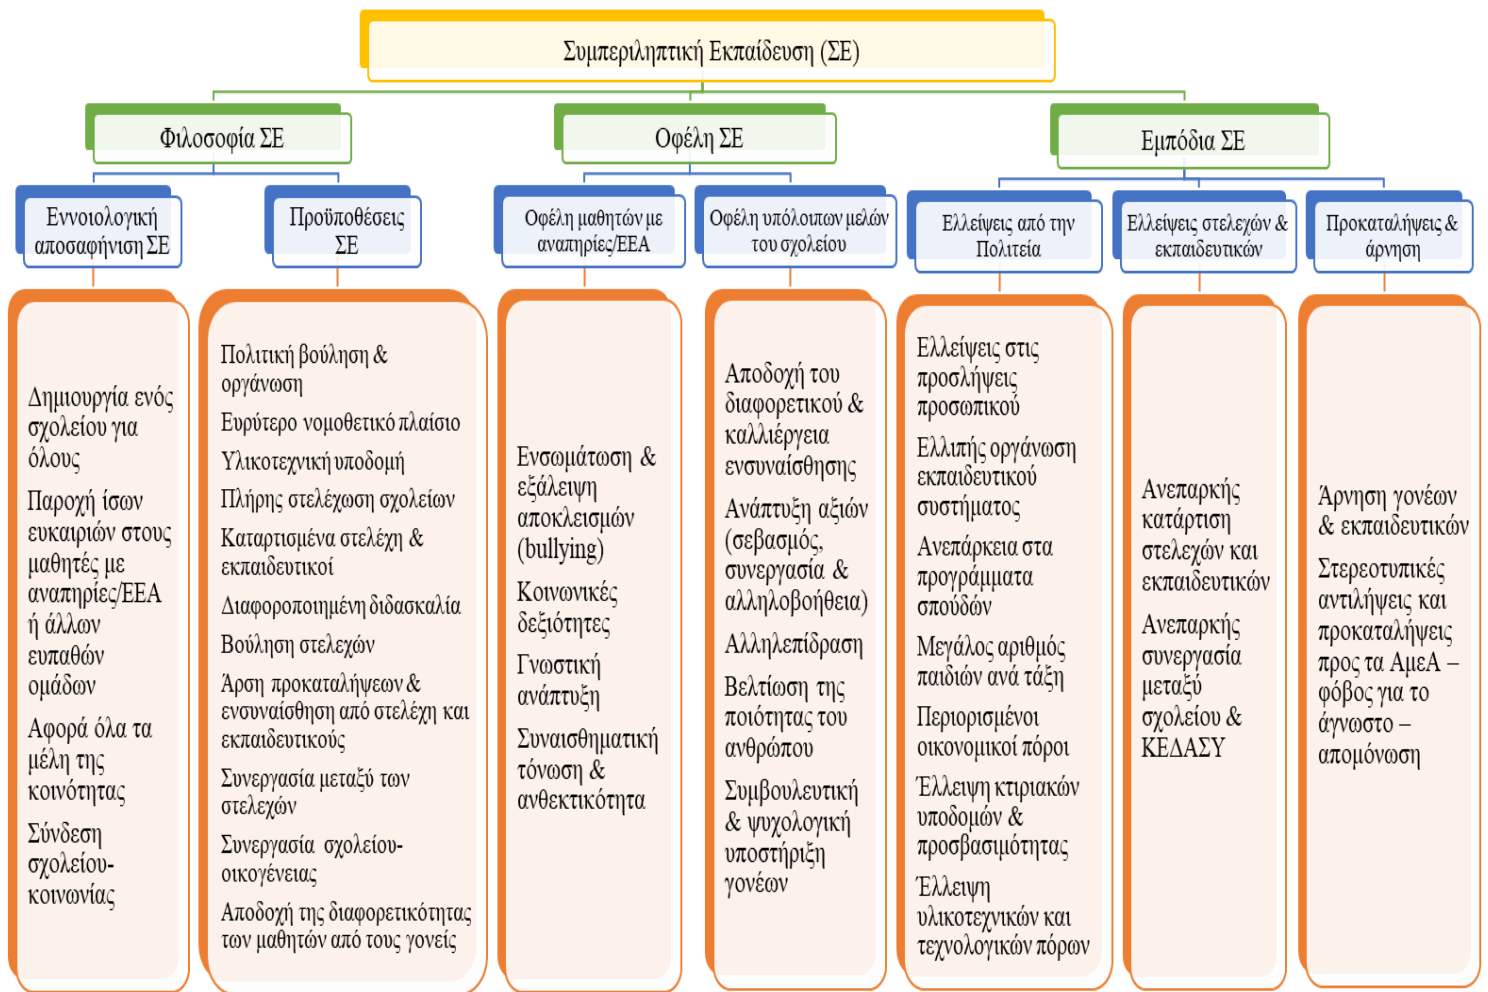 Συμπεριληπτική Εκπαίδευση (ΣΕ)
Φιλοσοφία ΣΕ
Οφέλη ΣΕ
Εμπόδια ΣΕ
Εννοιολογική
αποσαφήνιση ΣΕ
Προϋποθέσεις
ΣΕ
Οφέλη μαθητών με
αναπηρίες/ΕΕΑ
Οφέλη υπόλοιπων μελών
του σχολείου
Ελλείψεις από την
Πολιτεία
Ελλείψεις στελεχών &
εκπαιδευτικών
Προκαταλήψεις &
άρνηση
Δημιουργία ενός
σχολείου για
όλους
Παροχή ίσων
ευκαιριών στους
μαθητές με
αναπηρίες/ΕΕΑ
ή άλλων
ευπαθών
ομάδων
Αφορά όλα τα
μέλη της
κοινότητας
Σύνδεση
σχολείου-
κοινωνίας
Πολιτική βούληση &
οργάνωση
Ευρύτερο νομοθετικό πλαίσιο
Υλικοτεχνική υποδομή
Πλήρης στελέχωση σχολείων
Καταρτισμένα στελέχη &
εκπαιδευτικοί
Διαφοροποιημένη διδασκαλία
Βούληση στελεχών
Άρση προκαταλήψεων &
ενσυναίσθηση από στελέχη και
εκπαιδευτικούς
Συνεργασία μεταξύ των
στελεχών
Συνεργασία σχολείου-
οικογένειας
Αποδοχή της διαφορετικότητας
των μαθητών από τους γονείς
Ενσωμάτωση &
εξάλειψη
αποκλεισμών
(bullying)
Κοινωνικές
δεξιότητες
Γνωστική
ανάπτυξη
Συναισθηματική
τόνωση &
ανθεκτικότητα
Αποδοχή του
διαφορετικού &
καλλιέργεια
ενσυναίσθησης
Ανάπτυξη αξιών
(σεβασμός,
συνεργασία &
αλληλοβοήθεια)
Αλληλεπίδραση
Βελτίωση της
ποιότητας του
ανθρώπου
Συμβουλευτική
& ψυχολογική
υποστήριξη
γονέων
Ελλείψεις στις
προσλήψεις
προσωπικού
Ελλιπής οργάνωση
εκπαιδευτικού
συστήματος
Ανεπάρκεια στα
προγράμματα
σπουδών
Μεγάλος αριθμός
παιδιών ανά τάξη
Περιορισμένοι
οικονομικοί πόροι
Έλλειψη κτιριακών
υποδομών &
προσβασιμότητας
Έλλειψη
υλικοτεχνικών και
τεχνολογικών πόρων
Ανεπαρκής
κατάρτιση
στελεχών και
εκπαιδευτικών
Ανεπαρκής
συνεργασία
μεταξύ
σχολείου &
ΚΕΔΑΣΥ
Άρνηση γονέων
& εκπαιδευτικών
Στερεοτυπικές
αντιλήψεις και
προκαταλήψεις
προς τα ΑμεΑ –
φόβος για το
άγνωστο –
απομόνωση